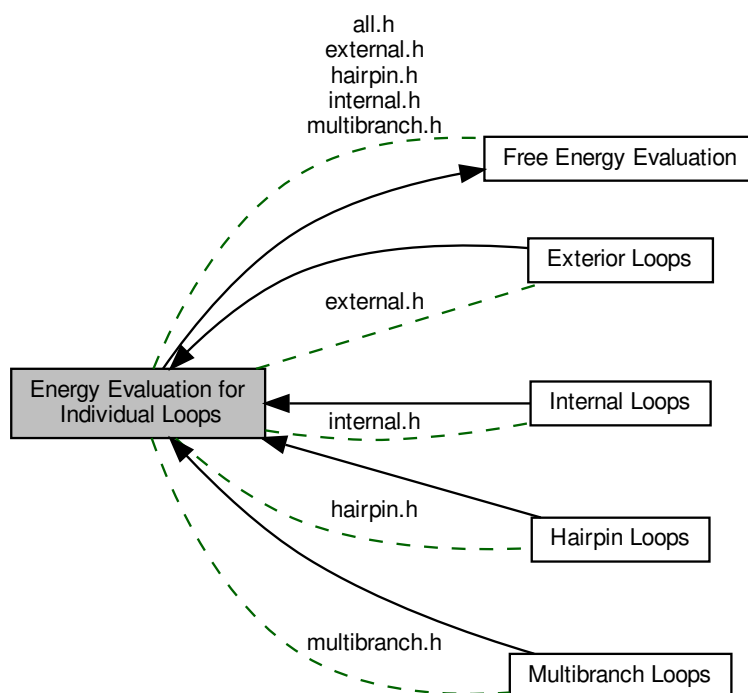 all.h
external.h
hairpin.h
internal.h
multibranch.h
Free Energy Evaluation
Exterior Loops
external.h
Energy Evaluation for
Individual Loops
Internal Loops
internal.h
hairpin.h
Hairpin Loops
multibranch.h
Multibranch Loops